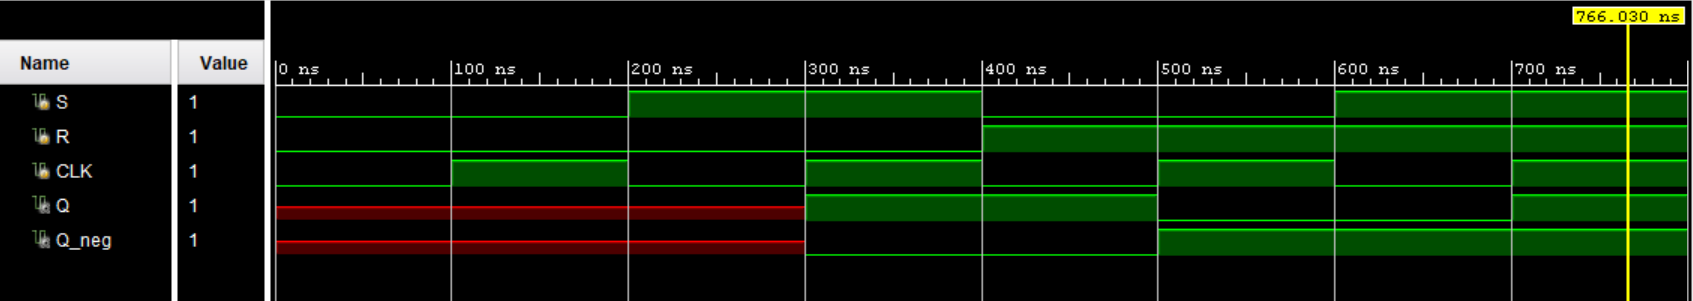 766.030 ns
Name Value
0 ns 100 ns 200 ns 300 ns 400 ns 500 ns 600 ns 700 ns
S 1
R 1
CLK 1
Q 1
Q_neg 1